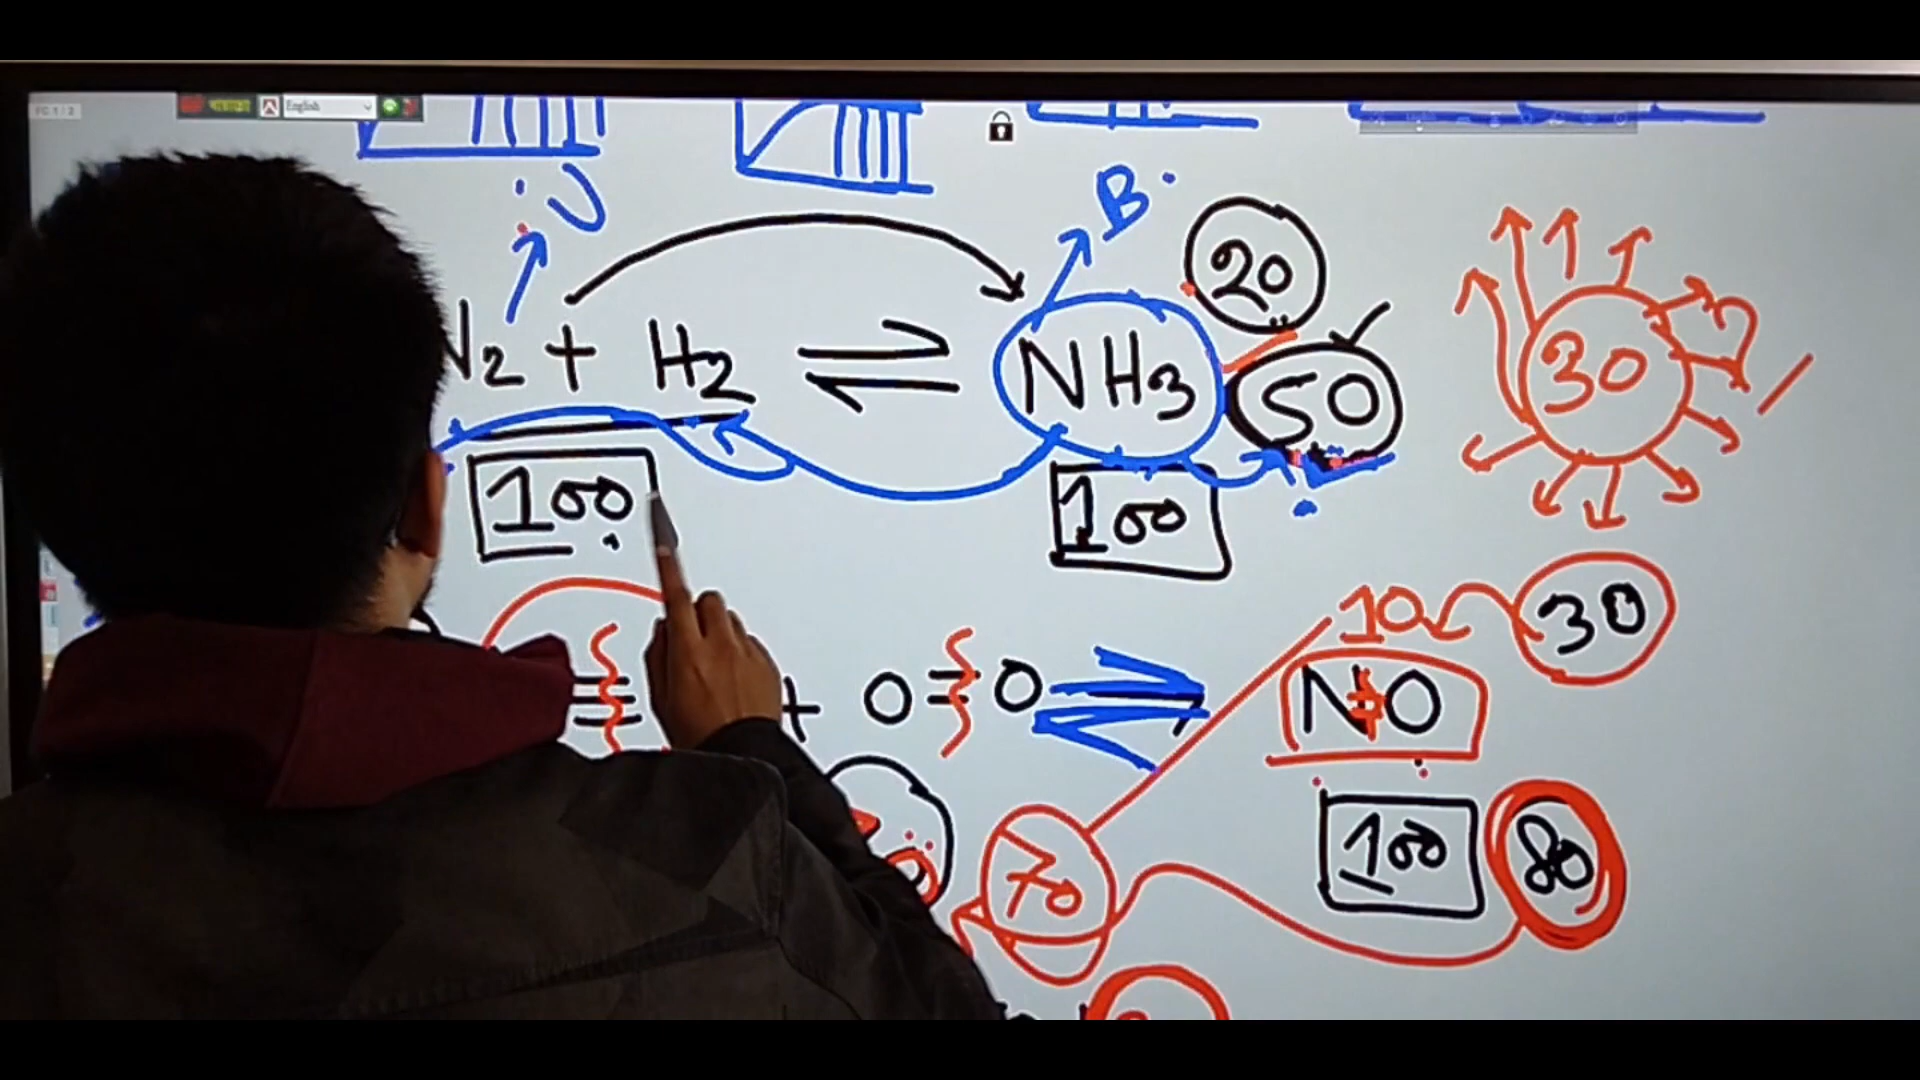 English
B
20
N₂ + H₂ ⇌ NH₃ 50
30
100 100
10 30
+ O = O ⇌ NO
70 100 80